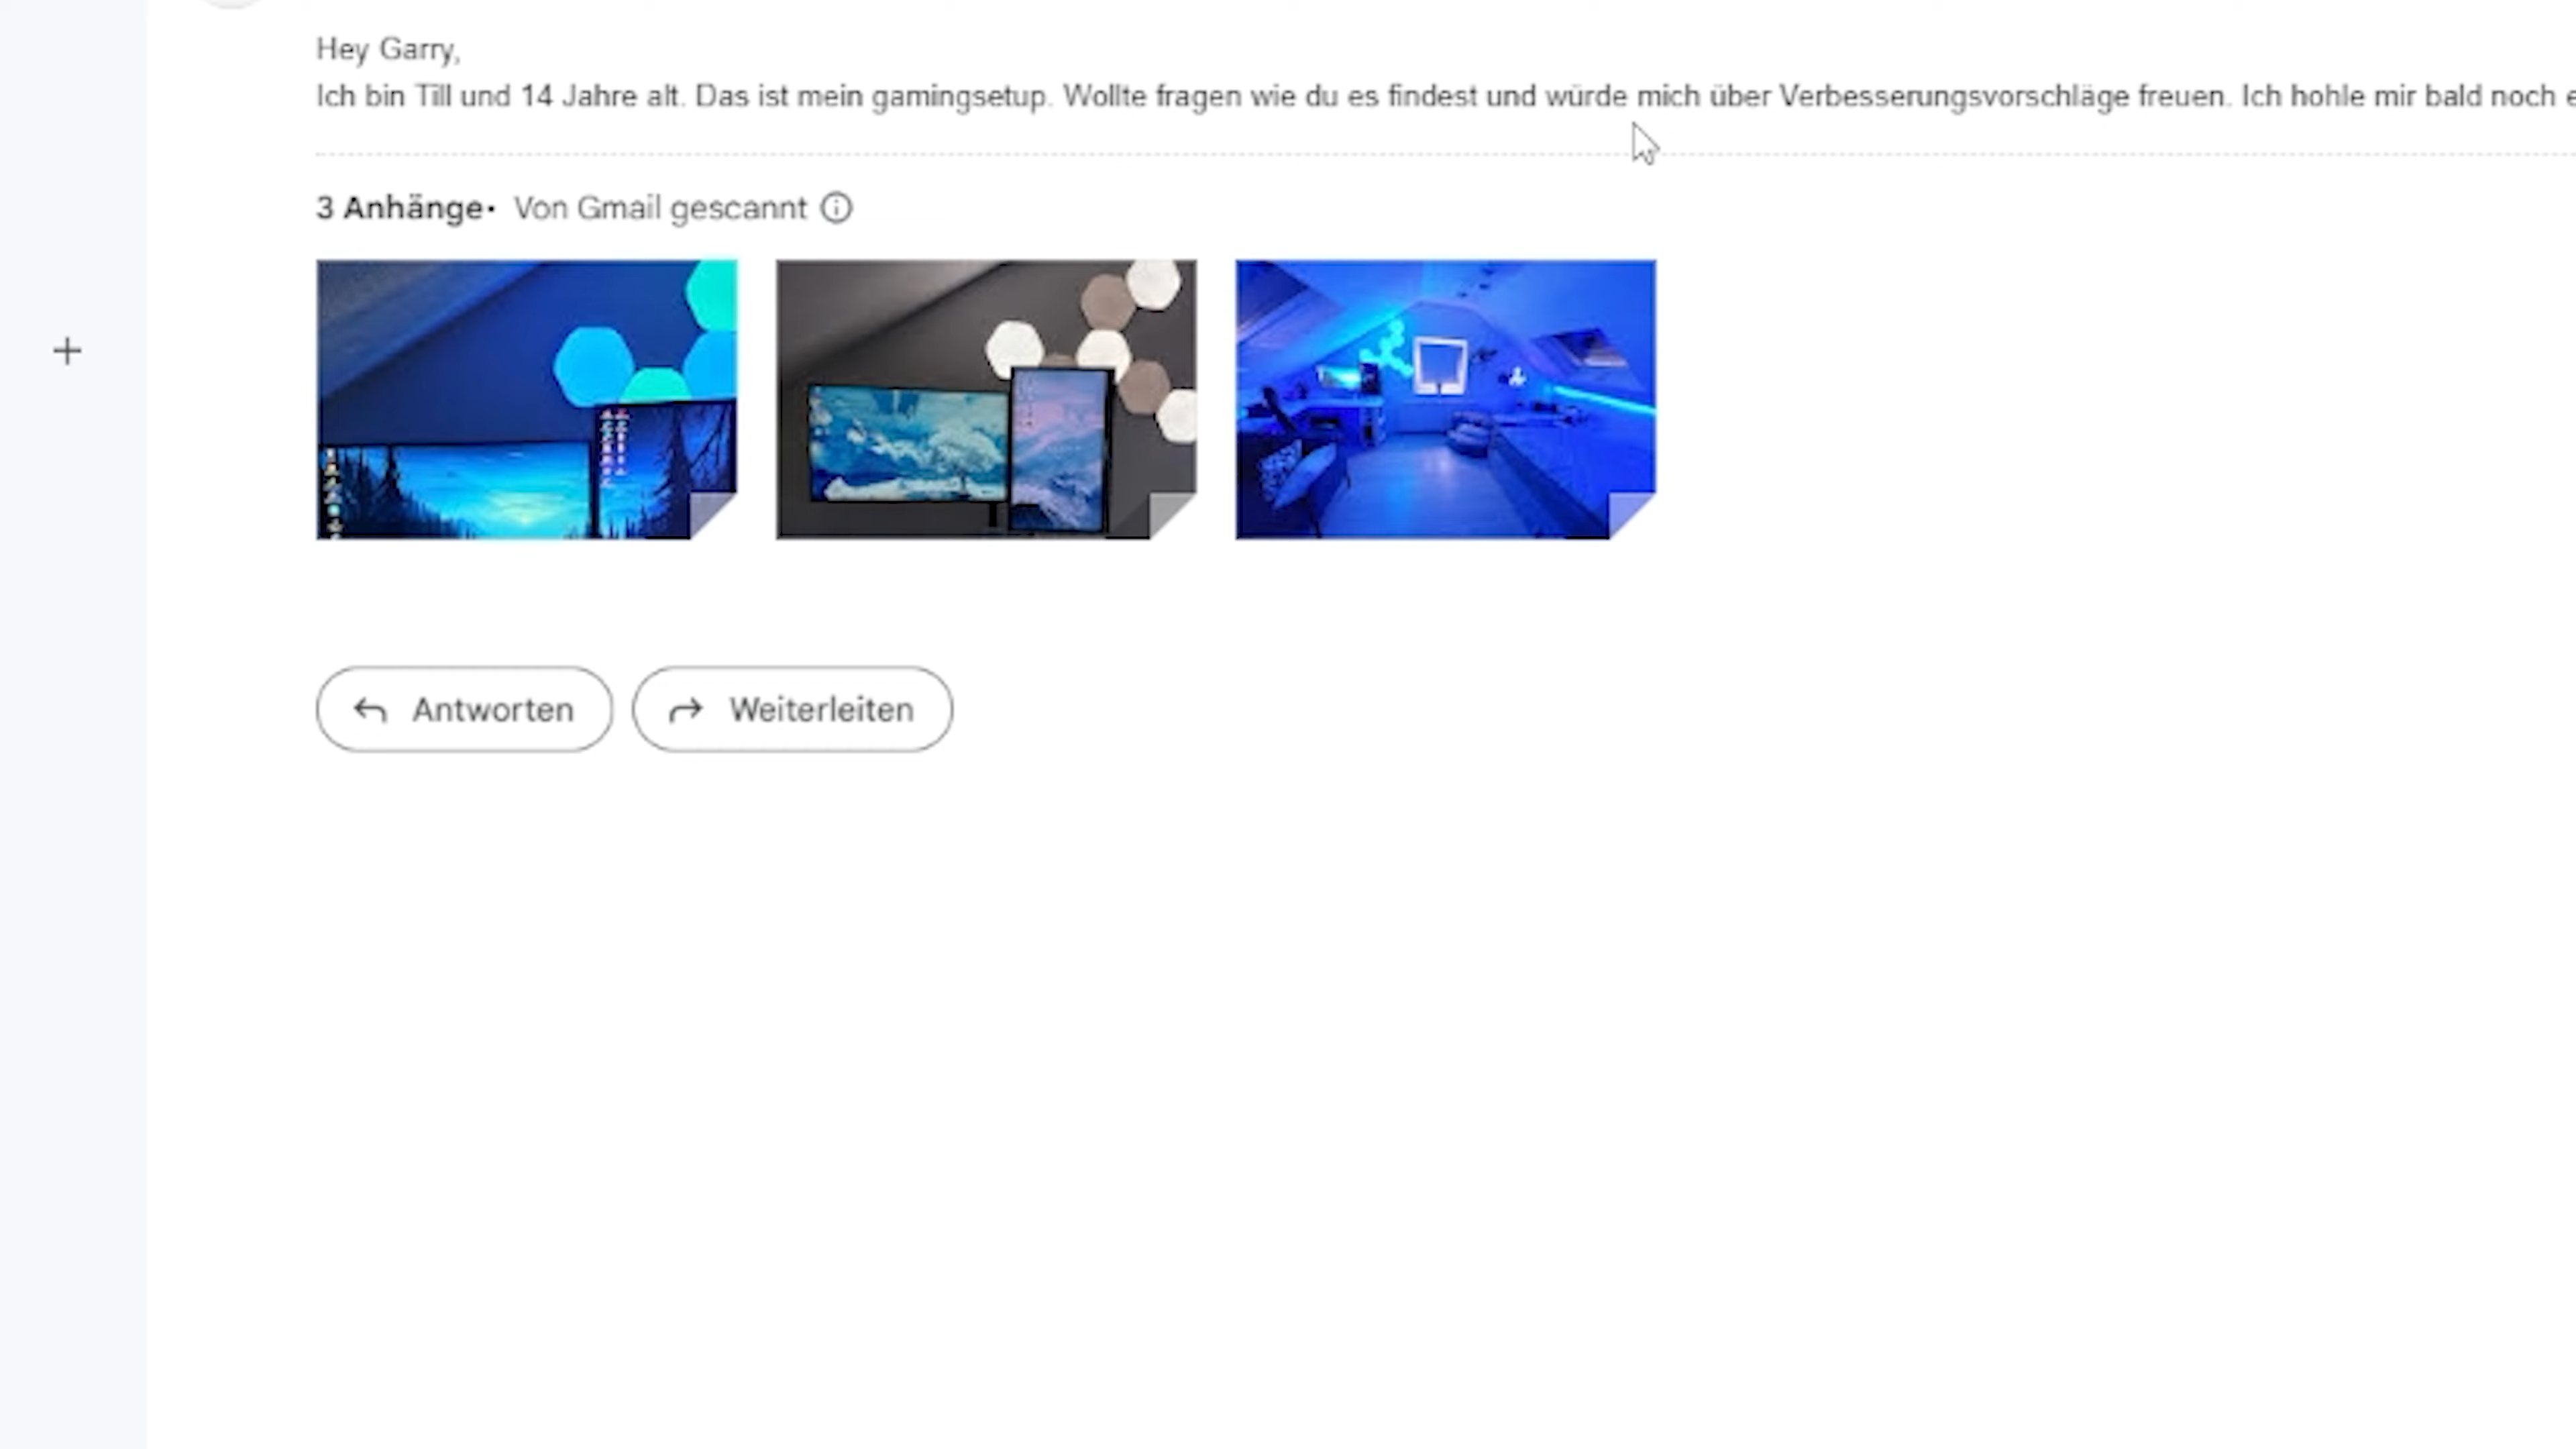 Hey Garry,
Ich bin Till und 14 Jahre alt. Das ist mein gamingsetup. Wollte fragen wie du es findest und würde mich über Verbesserungsvorschläge freuen. Ich hohle mir bald noch e
3 Anhänge• Von Gmail gescannt
Antworten
Weiterleiten